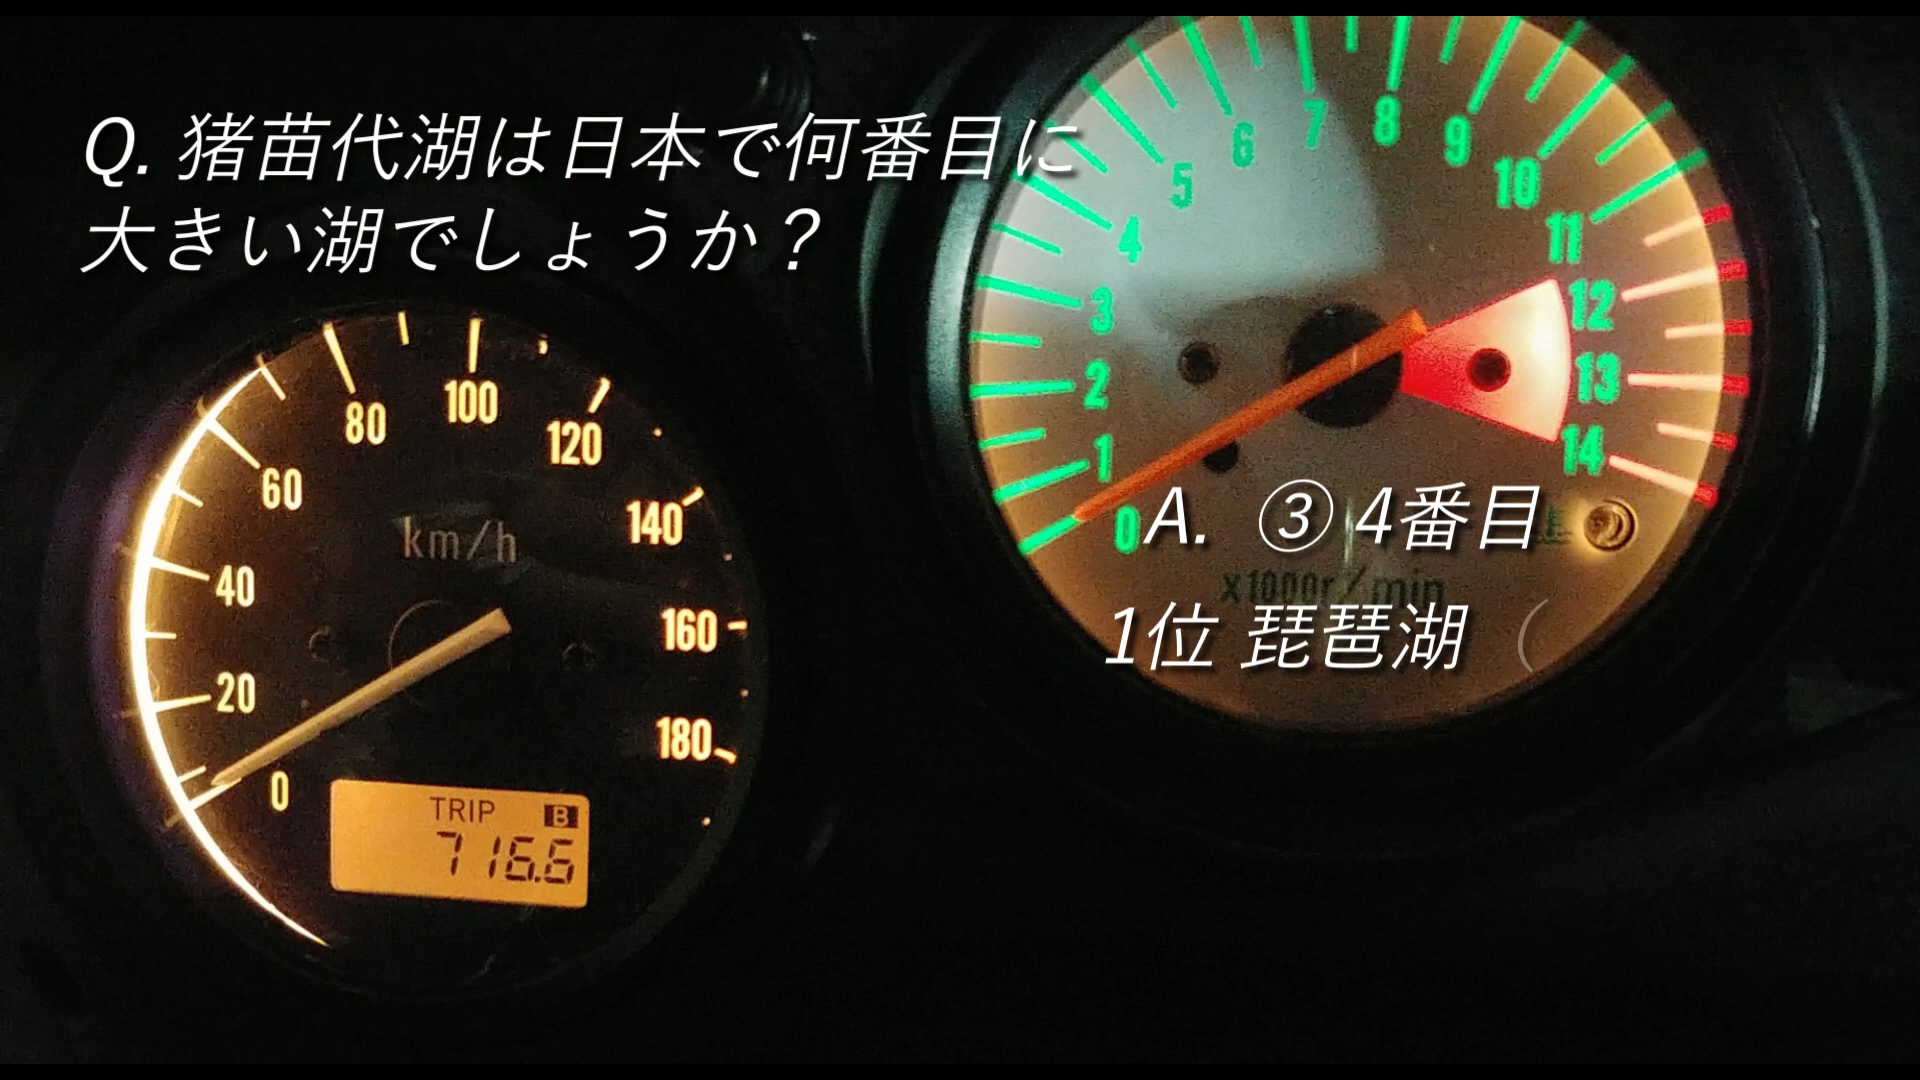 Q. 猪苗代湖は日本で何番目に
大きい湖でしょうか？
0 20 40 60 80 100 120 140 160 180
km/h
TRIP B
716.6
0 1 2 3 4 5 6 7 8 9 10 11 12 13 14
x1000r/min
A. ③ 4番目
1位 琵琶湖（